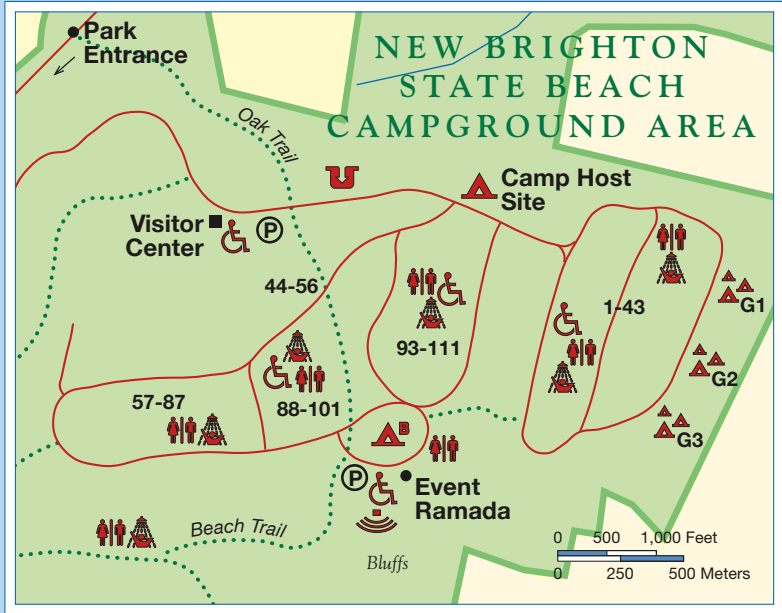 Park
Entrance
NEW BRIGHTON
STATE BEACH
CAMPGROUND AREA
Oak Trail
Camp Host
Site
Visitor
Center
P
44-56
1-43
G1
93-111
G2
57-87
88-101
B
G3
P
Event
Ramada
Beach Trail
Bluffs
0 500 1,000 Feet
0 250 500 Meters